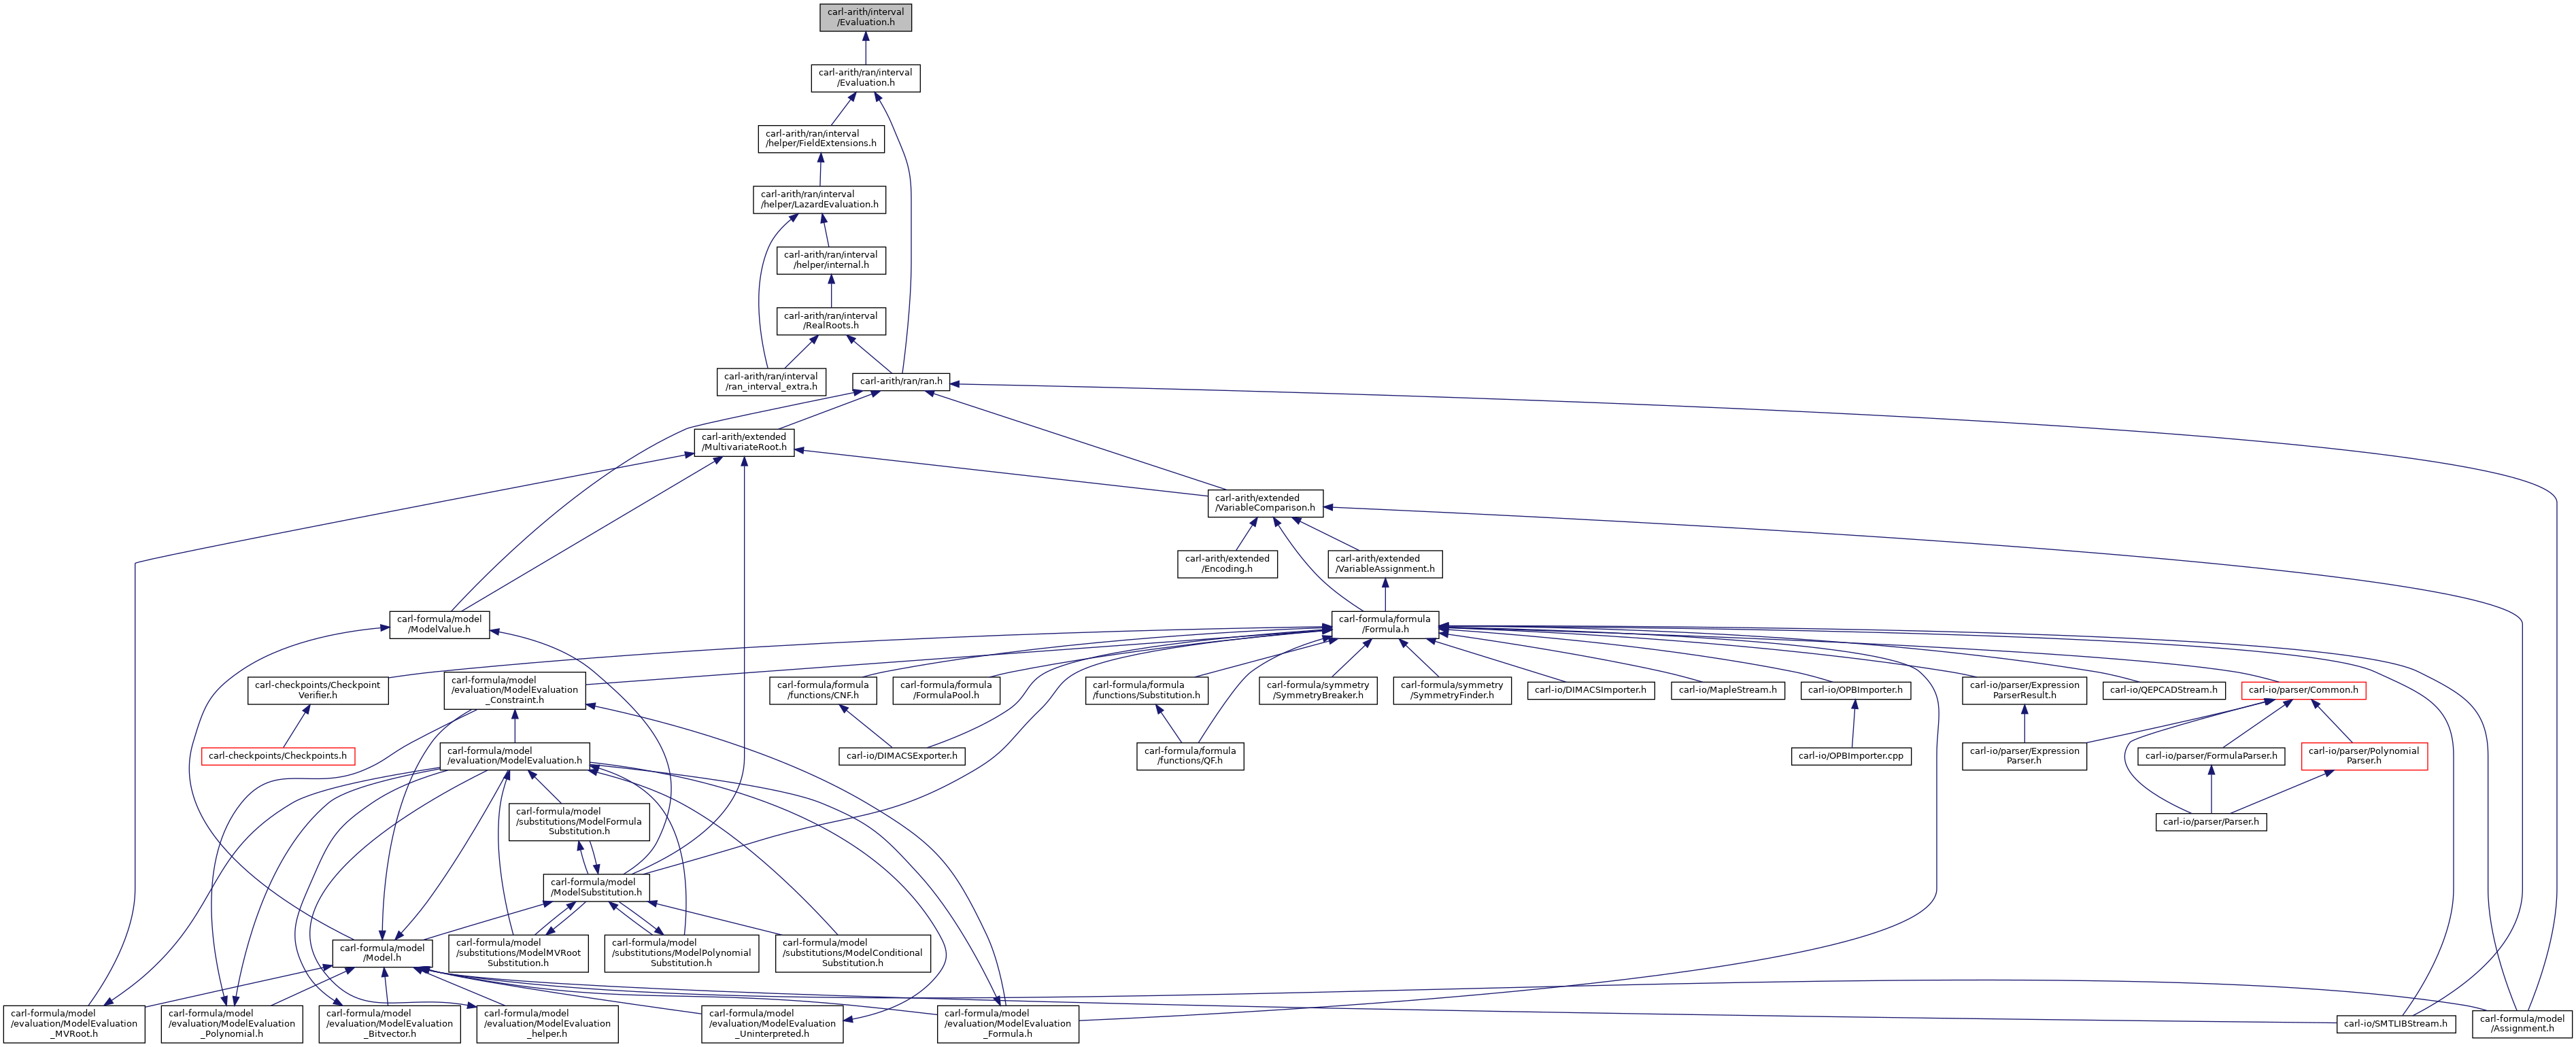 carl-arith/interval
/Evaluation.h
carl-arith/ran/interval
/Evaluation.h
carl-arith/ran/interval
/helper/FieldExtensions.h
carl-arith/ran/interval
/helper/LazardEvaluation.h
carl-arith/ran/interval
/helper/internal.h
carl-arith/ran/interval
/RealRoots.h
carl-arith/ran/interval
/ran_interval_extra.h
carl-arith/ran/ran.h
carl-arith/extended
/MultivariateRoot.h
carl-arith/extended
/VariableComparison.h
carl-arith/extended
/Encoding.h
carl-arith/extended
/VariableAssignment.h
carl-formula/model
/ModelValue.h
carl-formula/formula
/Formula.h
carl-checkpoints/Checkpoint
Verifier.h
carl-formula/model
/evaluation/ModelEvaluation
_Constraint.h
carl-formula/formula
/functions/CNF.h
carl-formula/formula
/FormulaPool.h
carl-formula/formula
/functions/Substitution.h
carl-formula/symmetry
/SymmetryBreaker.h
carl-formula/symmetry
/SymmetryFinder.h
carl-io/DIMACSImporter.h
carl-io/MapleStream.h
carl-io/OPBImporter.h
carl-io/parser/Expression
ParserResult.h
carl-io/QEPCADStream.h
carl-io/parser/Common.h
carl-checkpoints/Checkpoints.h
carl-formula/model
/evaluation/ModelEvaluation.h
carl-io/DIMACSExporter.h
carl-formula/formula
/functions/QF.h
carl-io/OPBImporter.cpp
carl-io/parser/Expression
Parser.h
carl-io/parser/FormulaParser.h
carl-io/parser/Polynomial
Parser.h
carl-formula/model
/substitutions/ModelFormula
Substitution.h
carl-io/parser/Parser.h
carl-formula/model
/ModelSubstitution.h
carl-formula/model
/Model.h
carl-formula/model
/substitutions/ModelMVRoot
Substitution.h
carl-formula/model
/substitutions/ModelPolynomial
Substitution.h
carl-formula/model
/substitutions/ModelConditional
Substitution.h
carl-formula/model
/evaluation/ModelEvaluation
_MVRoot.h
carl-formula/model
/evaluation/ModelEvaluation
_Polynomial.h
carl-formula/model
/evaluation/ModelEvaluation
_Bitvector.h
carl-formula/model
/evaluation/ModelEvaluation
_helper.h
carl-formula/model
/evaluation/ModelEvaluation
_Uninterpreted.h
carl-formula/model
/evaluation/ModelEvaluation
_Formula.h
carl-io/SMTLIBStream.h
carl-formula/model
/Assignment.h